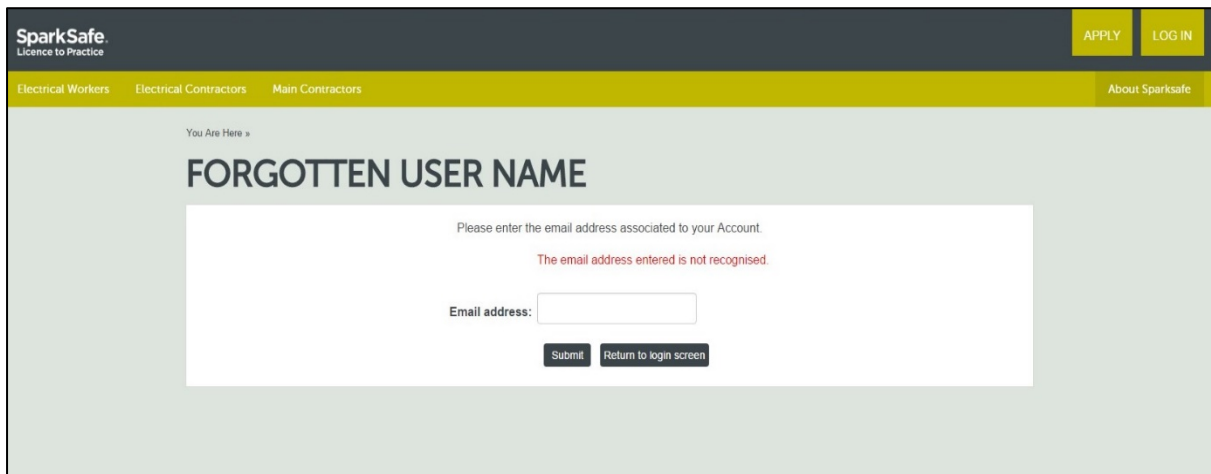 SparkSafe.
Licence to Practice
APPLY
LOG IN
Electrical Workers
Electrical Contractors
Main Contractors
About Sparksafe
You Are Here »
FORGOTTEN USER NAME
Please enter the email address associated to your Account.
The email address entered is not recognised.
Email address:
Submit
Return to login screen